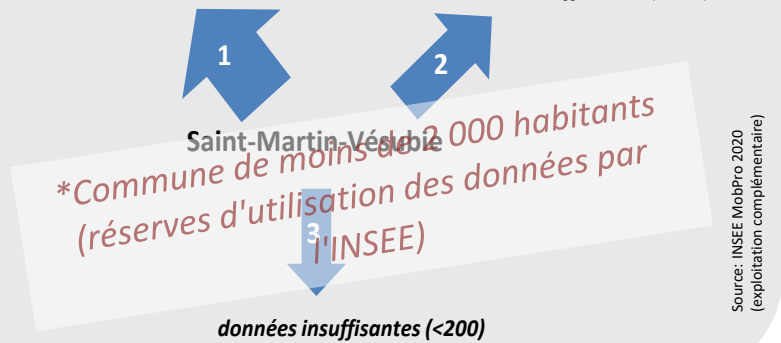 1
2
Saint-Martin-Vésubie
*Commune de moins de 2 000 habitants
(réserves d'utilisation des données par
l'INSEE)
3
données insuffisantes (<200)
Source: INSEE MobPro 2020
(exploitation complémentaire)